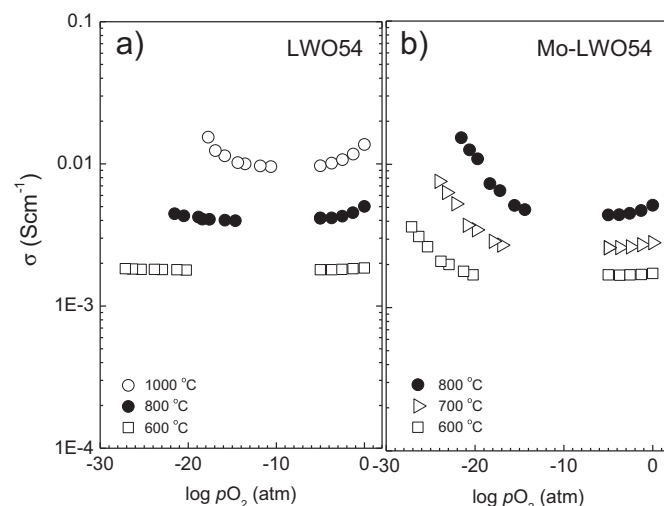 a)
LWO54
b)
Mo-LWO54
0.1
0.01
1E-3
1E-4
σ (Scm⁻¹)
1000 °C
800 °C
600 °C
800 °C
700 °C
600 °C
-30
-20
-10
0
-30
-20
-10
0
log pO₂ (atm)
log pO₂ (atm)